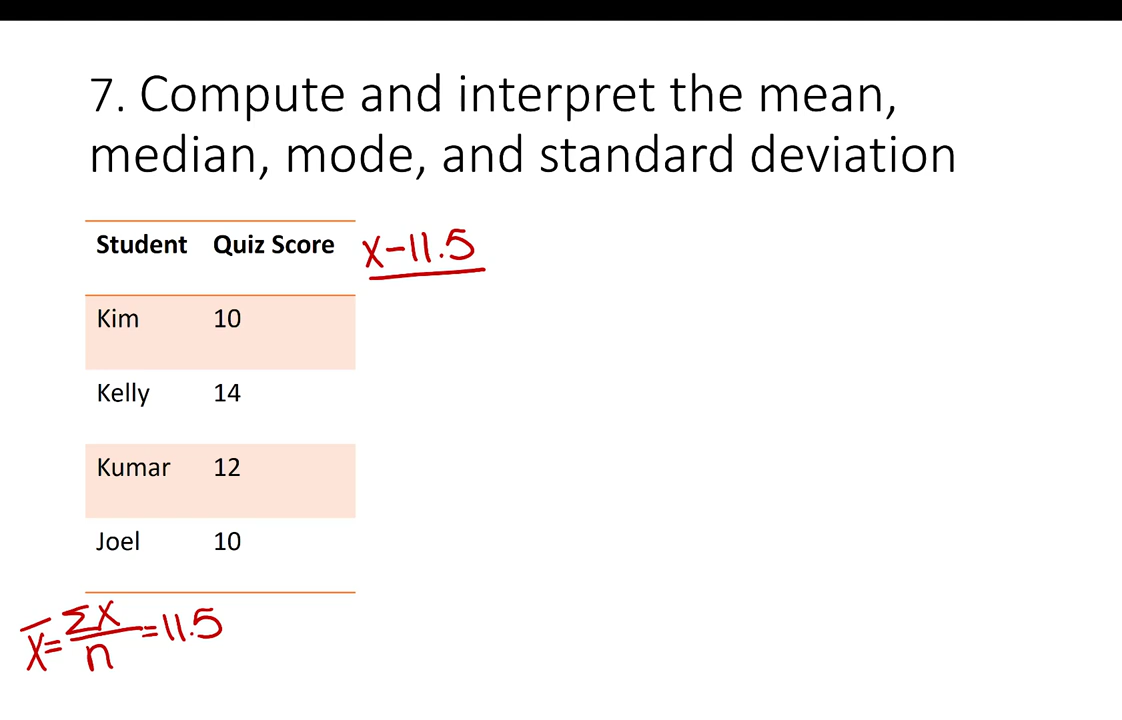 7. Compute and interpret the mean,
median, mode, and standard deviation
Student Quiz Score x-11.5
Kim 10
Kelly 14
Kumar 12
Joel 10
x̄=Σx/n=11.5